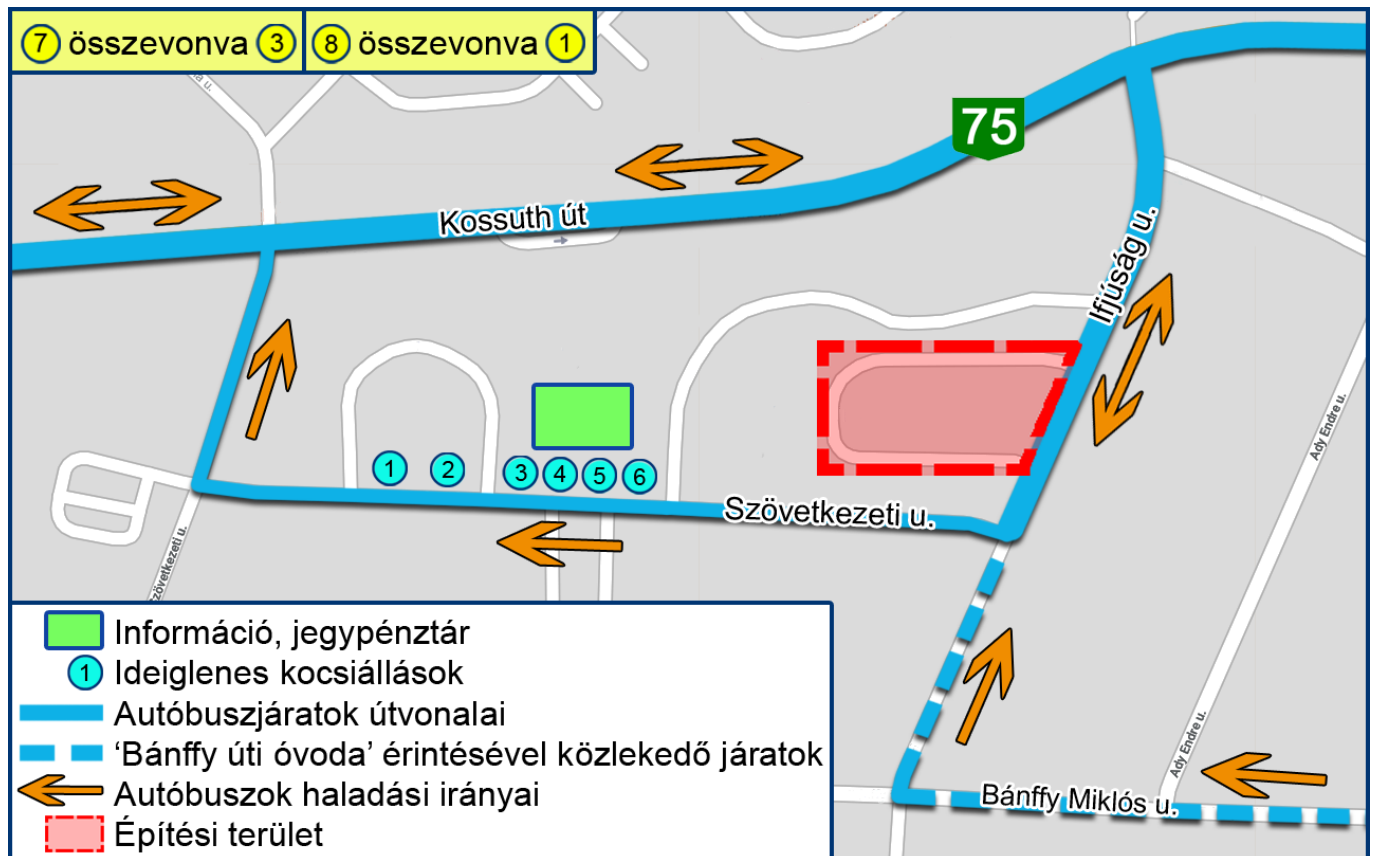 7 összevonva 3
8 összevonva 1
75
Kossuth út
Ifjúság u.
Ady Endre u.
1 2 3 4 5 6
Szövetkezeti u.
Szövetkezeti u.
Ady Endre u.
Bánffy Miklós u.
Információ, jegypénztár
1 Ideiglenes kocsiállások
Autóbuszjáratok útvonalai
‘Bánffy úti óvoda’ érintésével közlekedő járatok
Autóbuszok haladási irányai
Építési terület